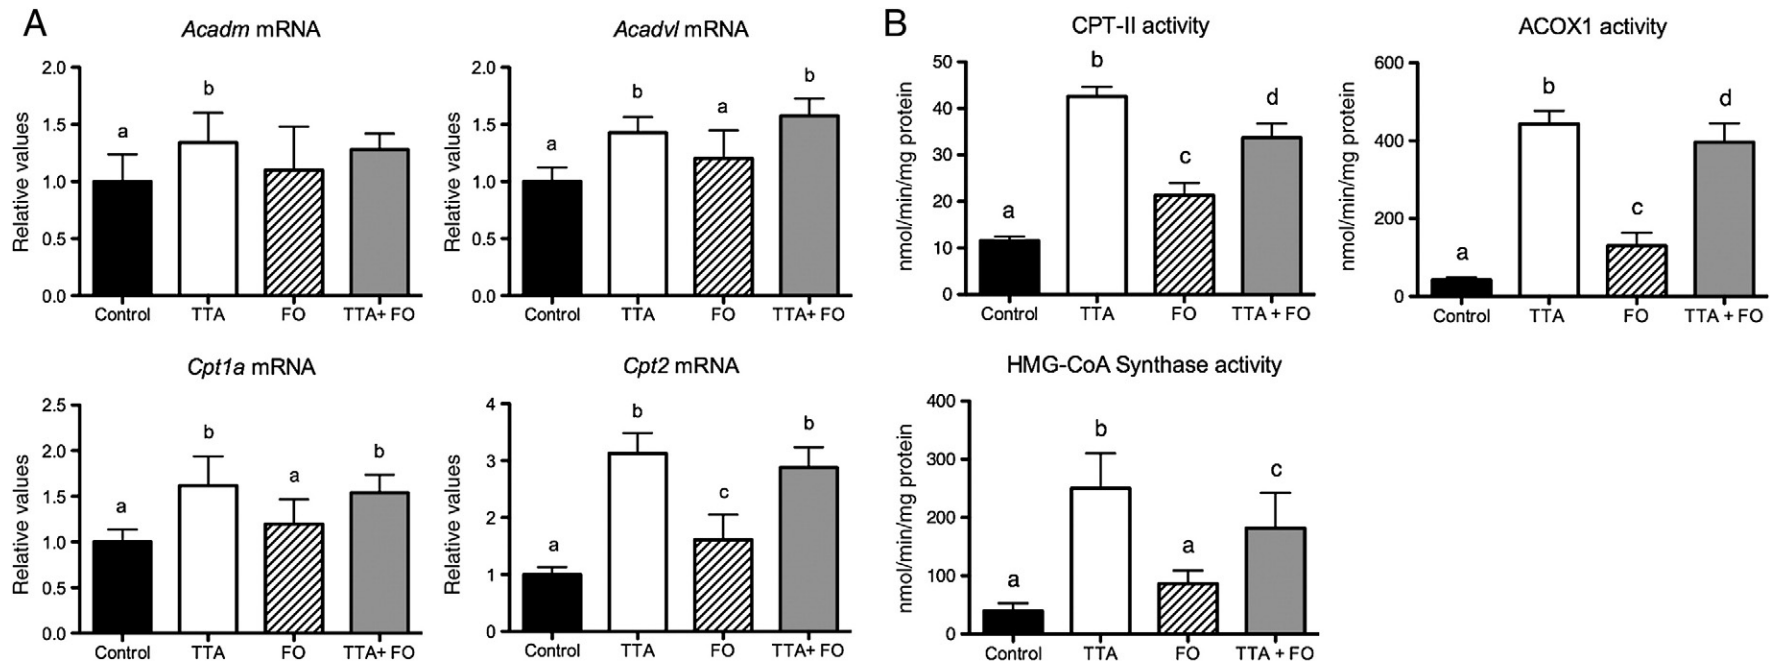 A
Acadm mRNA
Relative values
2.0
1.5
1.0
0.5
0.0
a
b
Control
TTA
FO
TTA+ FO
Acadvl mRNA
Relative values
2.0
1.5
1.0
0.5
0.0
a
b
a
b
Control
TTA
FO
TTA+ FO
Cpt1a mRNA
Relative values
2.5
2.0
1.5
1.0
0.5
0.0
a
b
a
b
Control
TTA
FO
TTA+ FO
Cpt2 mRNA
Relative values
4
3
2
1
0
a
b
c
b
Control
TTA
FO
TTA+ FO
B
CPT-II activity
nmol/min/mg protein
50
40
30
20
10
0
a
b
c
d
Control
TTA
FO
TTA + FO
ACOX1 activity
nmol/min/mg protein
600
400
200
0
a
b
c
d
Control
TTA
FO
TTA + FO
HMG-CoA Synthase activity
nmol/min/mg protein
400
300
200
100
0
a
b
a
c
Control
TTA
FO
TTA + FO